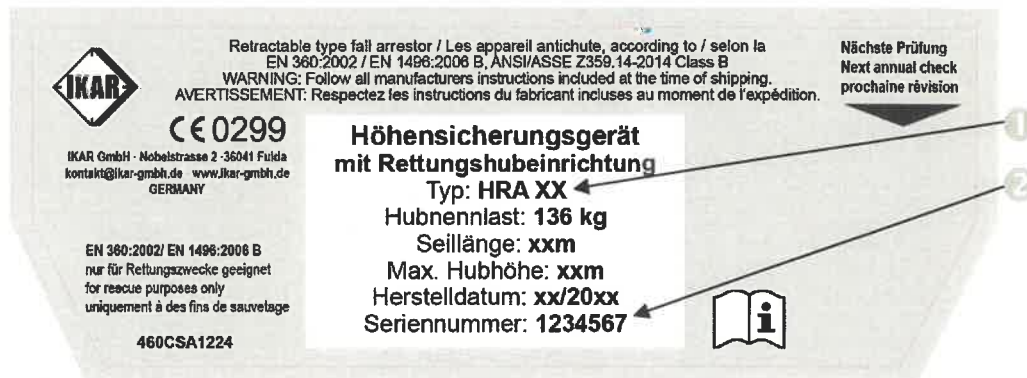 IKAR
Retractable type fall arrestor / Les appareil antichute, according to / selon la
EN 360:2002 / EN 1496:2006 B, ANSI/ASSE Z359.14-2014 Class B
WARNING: Follow all manufacturers instructions included at the time of shipping.
AVERTISSEMENT: Respectez les instructions du fabricant incluses au moment de l'expédition.
Nächste Prüfung
Next annual check
prochaine révision
CE 0299
IKAR GmbH · Nobelstrasse 2 -36041 Fulda
kontakt@ikar-gmbh.de www.ikar-gmbh.de
GERMANY
Höhensicherungsgerät
mit Rettungshubeinrichtung
Typ: HRA XX
Hubnennlast: 136 kg
Seillänge: xxm
Max. Hubhöhe: xxm
Herstelldatum: xx/20xx
Seriennummer: 1234567
1
2
EN 360:2002/ EN 1496:2006 B
nur für Rettungszwecke geeignet
for rescue purposes only
uniquement à des fins de sauvetage
460CSA1224
i